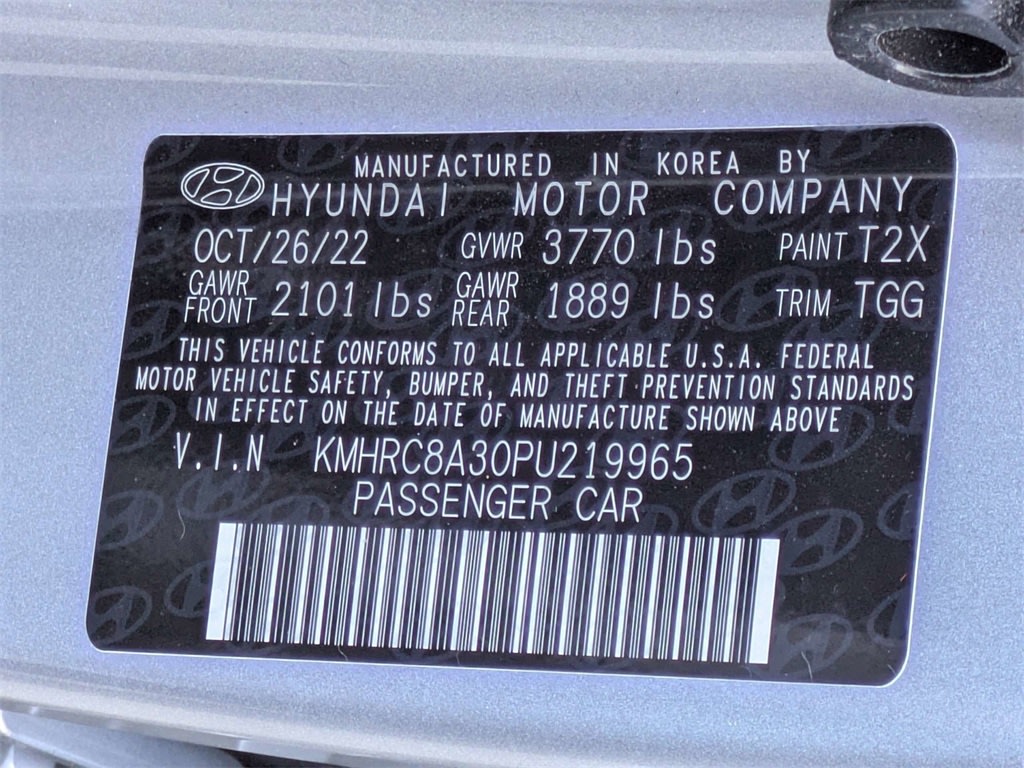 MANUFACTURED IN KOREA BY
HYUNDAI MOTOR COMPANY
OCT/26/22 GVWR 3770 lbs PAINT T2X
GAWR FRONT 2101 lbs GAWR REAR 1889 lbs TRIM TGG
THIS VEHICLE CONFORMS TO ALL APPLICABLE U.S.A. FEDERAL
MOTOR VEHICLE SAFETY, BUMPER, AND THEFT PREVENTION STANDARDS
IN EFFECT ON THE DATE OF MANUFACTURE SHOWN ABOVE
V.I.N KMHRC8A30PU219965
PASSENGER CAR